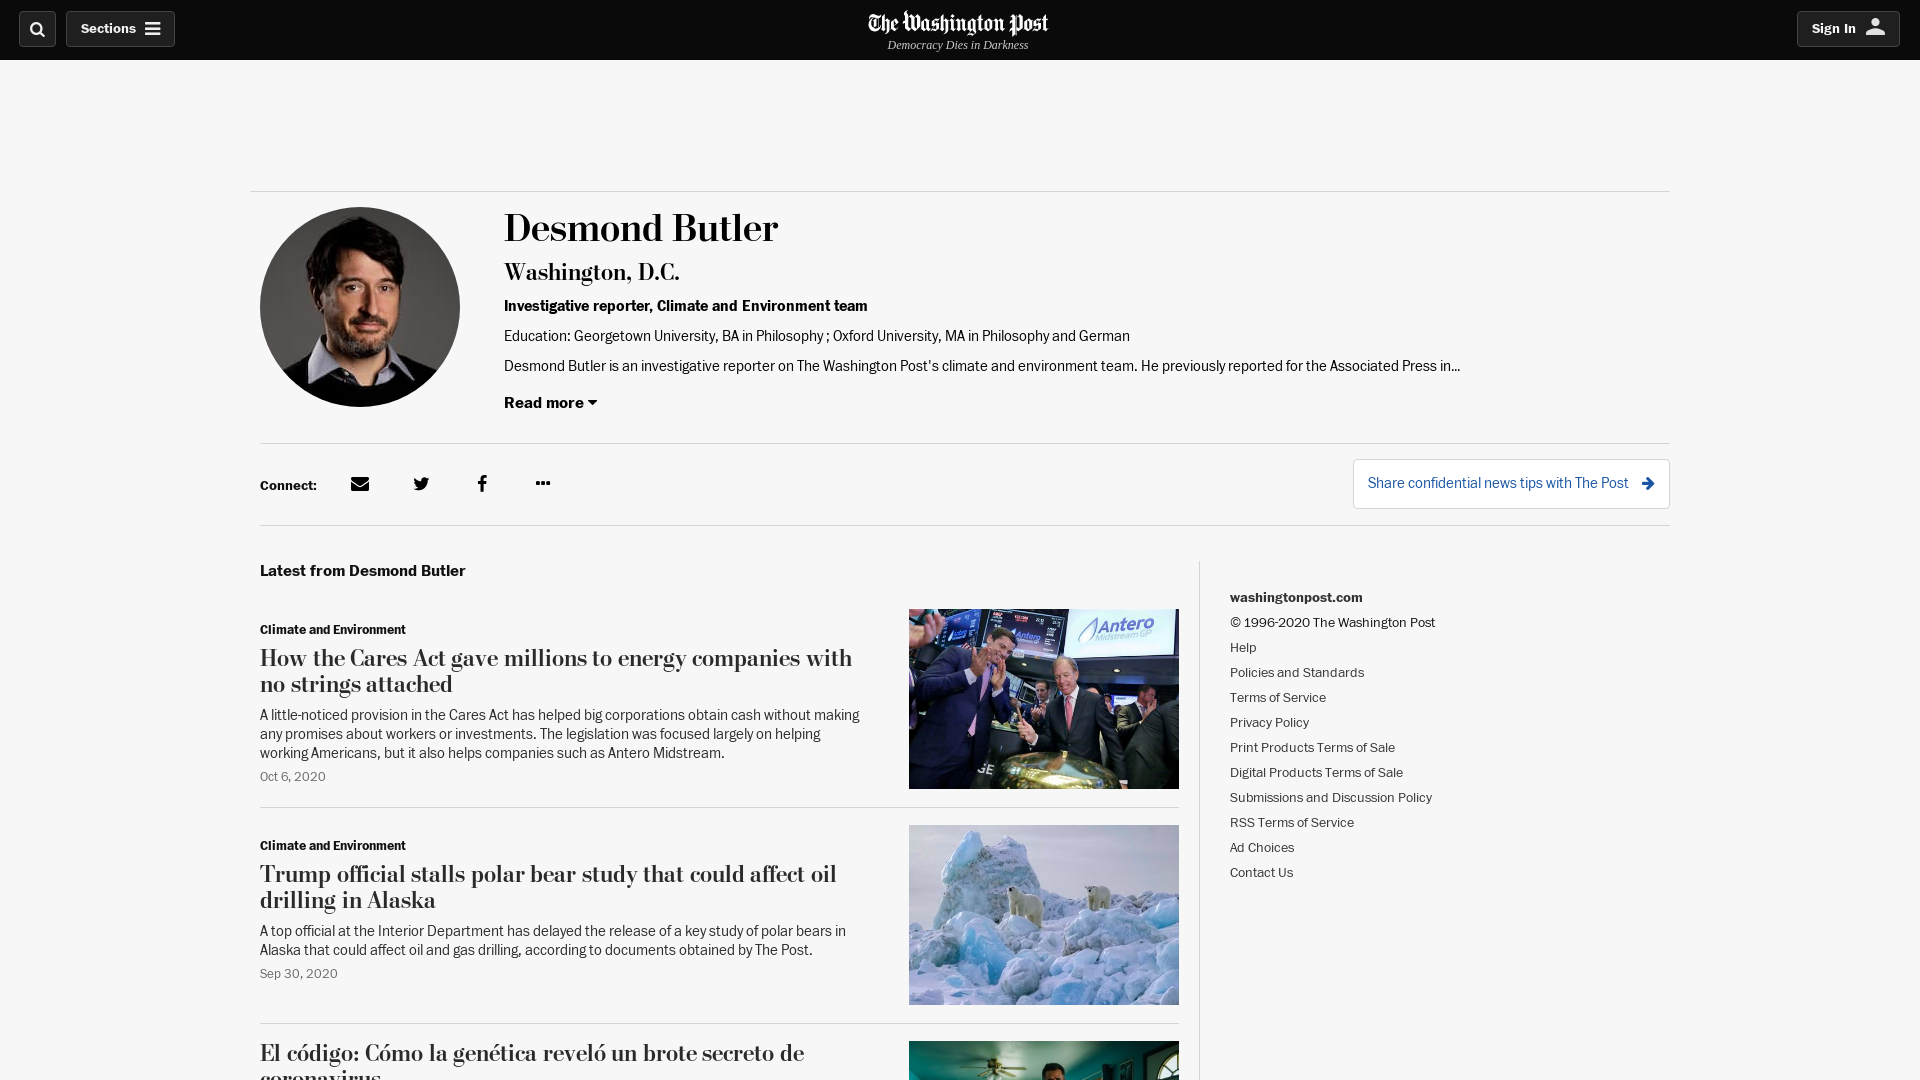 Sections
The Washington Post
Democracy Dies in Darkness
Sign In
Desmond Butler
Washington, D.C.
Investigative reporter, Climate and Environment team
Education: Georgetown University, BA in Philosophy ; Oxford University, MA in Philosophy and German
Desmond Butler is an investigative reporter on The Washington Post's climate and environment team. He previously reported for the Associated Press in...
Read more
Connect:
Share confidential news tips with The Post
Latest from Desmond Butler
Climate and Environment
How the Cares Act gave millions to energy companies with
no strings attached
A little-noticed provision in the Cares Act has helped big corporations obtain cash without making
any promises about workers or investments. The legislation was focused largely on helping
working Americans, but it also helps companies such as Antero Midstream.
Oct 6, 2020
Antero
Midstream GP
Antero
Climate and Environment
Trump official stalls polar bear study that could affect oil
drilling in Alaska
A top official at the Interior Department has delayed the release of a key study of polar bears in
Alaska that could affect oil and gas drilling, according to documents obtained by The Post.
Sep 30, 2020
El código: Cómo la genética reveló un brote secreto de
coronavirus
washingtonpost.com
© 1996-2020 The Washington Post
Help
Policies and Standards
Terms of Service
Privacy Policy
Print Products Terms of Sale
Digital Products Terms of Sale
Submissions and Discussion Policy
RSS Terms of Service
Ad Choices
Contact Us